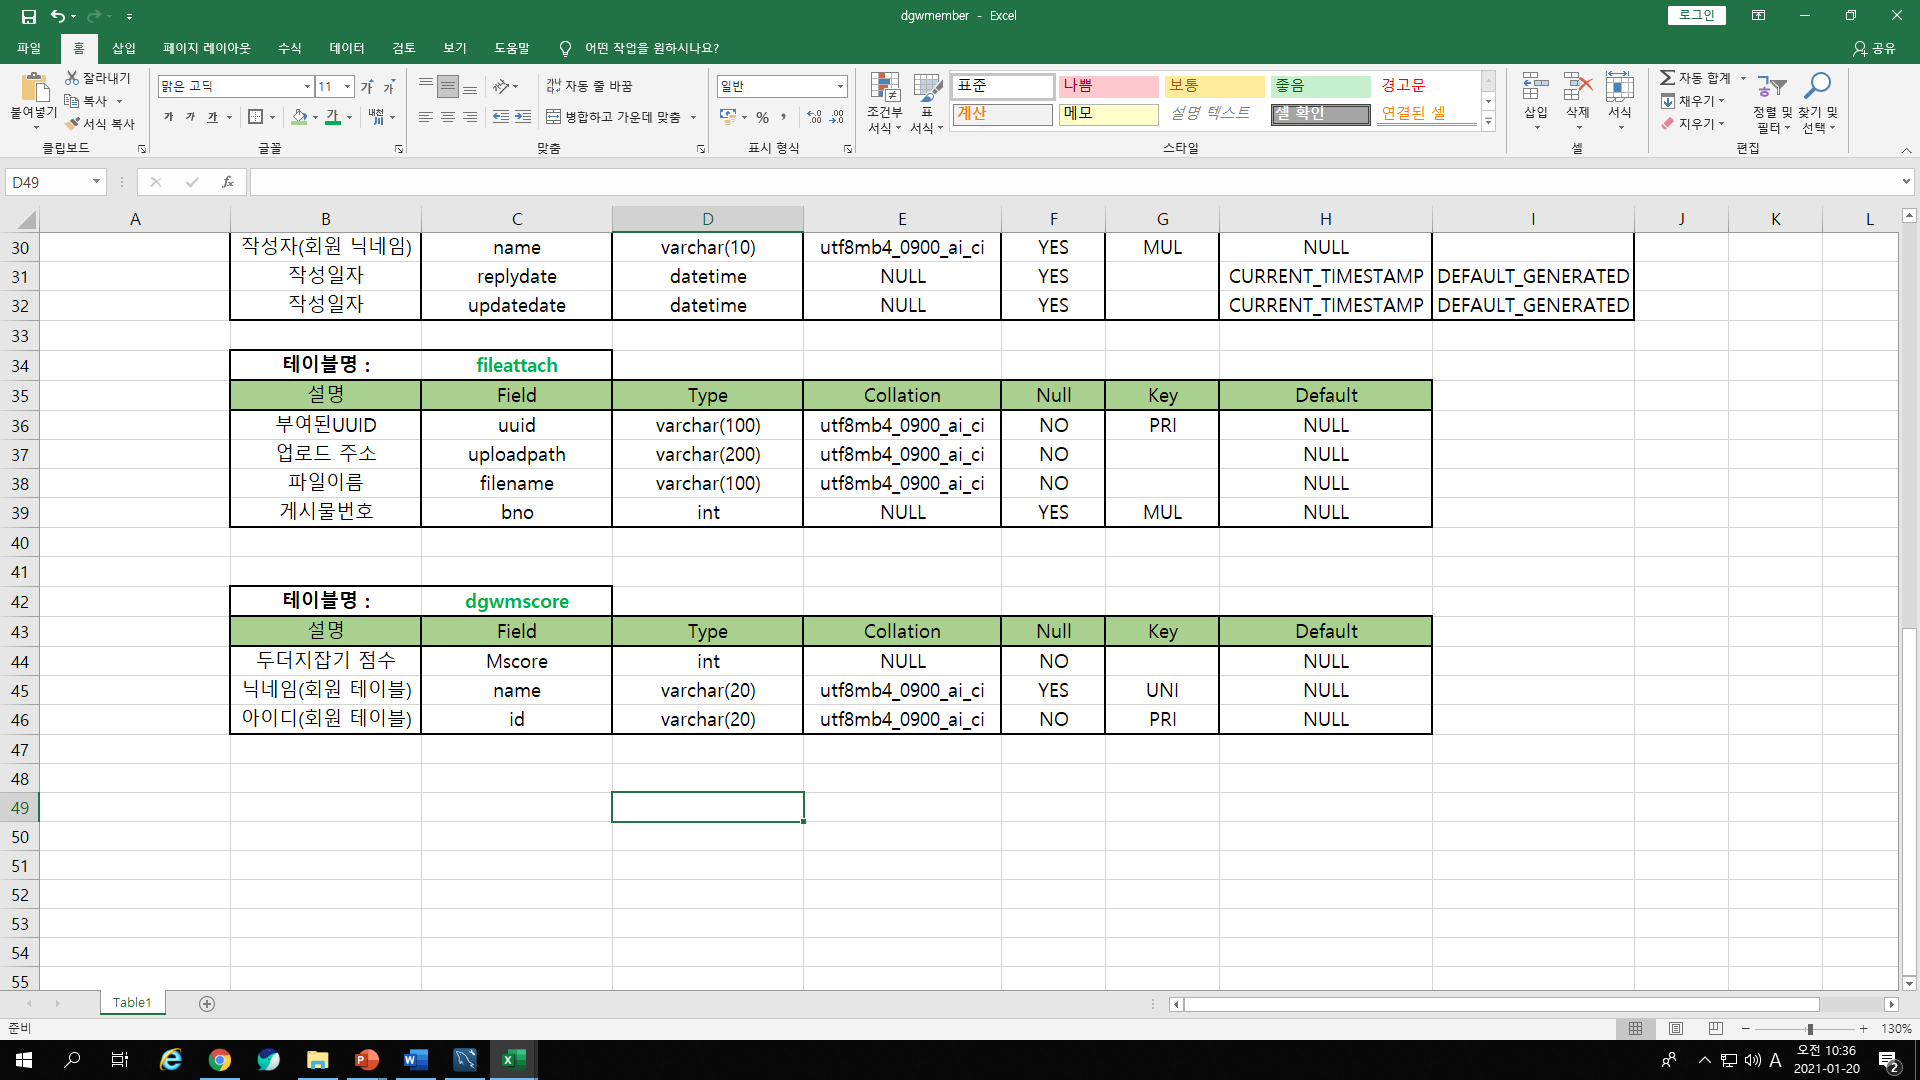 dgwmember - Excel
로그인
파일 홈 삽입 페이지 레이아웃 수식 데이터 검토 보기 도움말 어떤 작업을 원하시나요? 공유
붙여넣기 잘라내기 복사 서식 복사 클립보드
맑은 고딕 11 가 가 가 가 가 가 내천 글꼴
자동 줄 바꿈 병합하고 가운데 맞춤 맞춤
일반 % 표시 형식
조건부 서식 표 서식
표준 나쁨 보통 좋음 경고문
계산 메모 설명 텍스트 셀 확인 연결된 셀
스타일
삽입 삭제 서식 셀
자동 합계 채우기 지우기 정렬 및 필터 찾기 및 선택 편집
D49 fx
A B C D E F G H I J K L
30 작성자(회원 닉네임) name varchar(10) utf8mb4_0900_ai_ci YES MUL NULL
31 작성일자 replydate datetime NULL YES CURRENT_TIMESTAMP DEFAULT_GENERATED
32 작성일자 updatedate datetime NULL YES CURRENT_TIMESTAMP DEFAULT_GENERATED
33
34 테이블명 : fileattach
35 설명 Field Type Collation Null Key Default
36 부여된UUID uuid varchar(100) utf8mb4_0900_ai_ci NO PRI NULL
37 업로드 주소 uploadpath varchar(200) utf8mb4_0900_ai_ci NO NULL
38 파일이름 filename varchar(100) utf8mb4_0900_ai_ci NO NULL
39 게시물번호 bno int NULL YES MUL NULL
40
41
42 테이블명 : dgwmscore
43 설명 Field Type Collation Null Key Default
44 두더지잡기 점수 Mscore int NULL NO NULL
45 닉네임(회원 테이블) name varchar(20) utf8mb4_0900_ai_ci YES UNI NULL
46 아이디(회원 테이블) id varchar(20) utf8mb4_0900_ai_ci NO PRI NULL
47
48
49
50
51
52
53
54
55
Table1
준비 130%
A 오전 10:36
2021-01-20 2